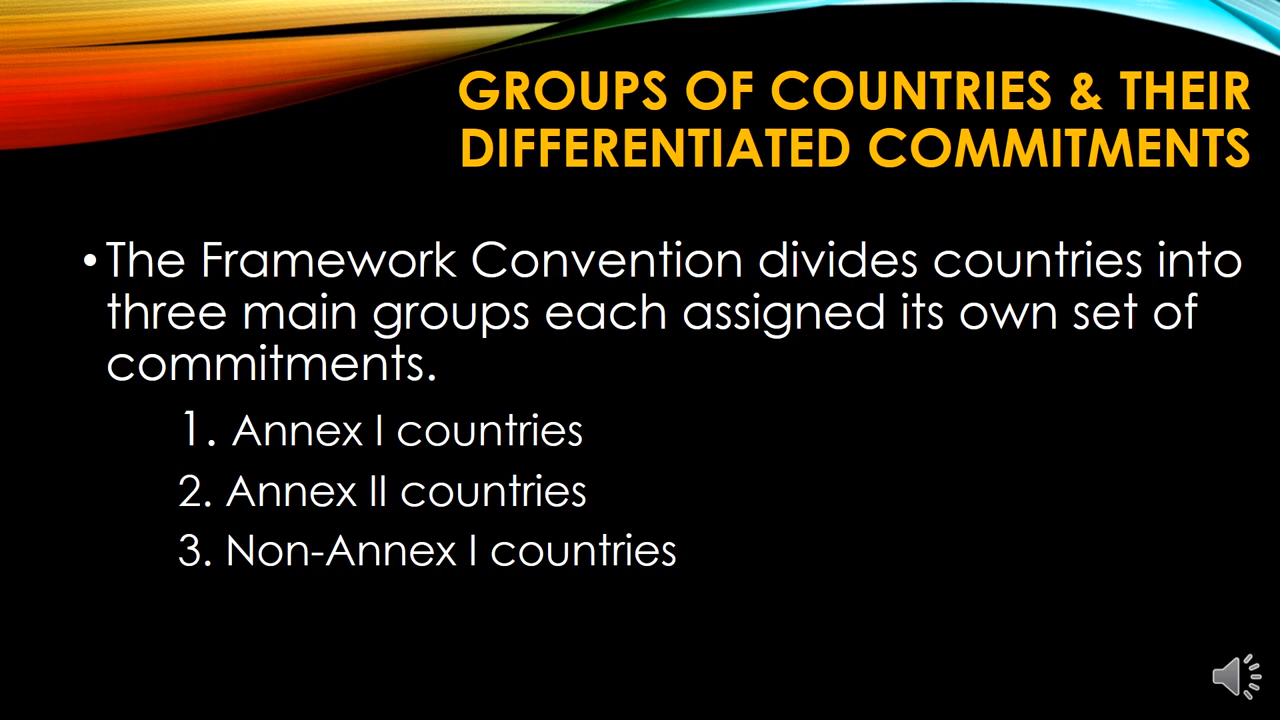 GROUPS OF COUNTRIES & THEIR
DIFFERENTIATED COMMITMENTS
•The Framework Convention divides countries into
three main groups each assigned its own set of
commitments.
1. Annex I countries
2. Annex II countries
3. Non-Annex I countries